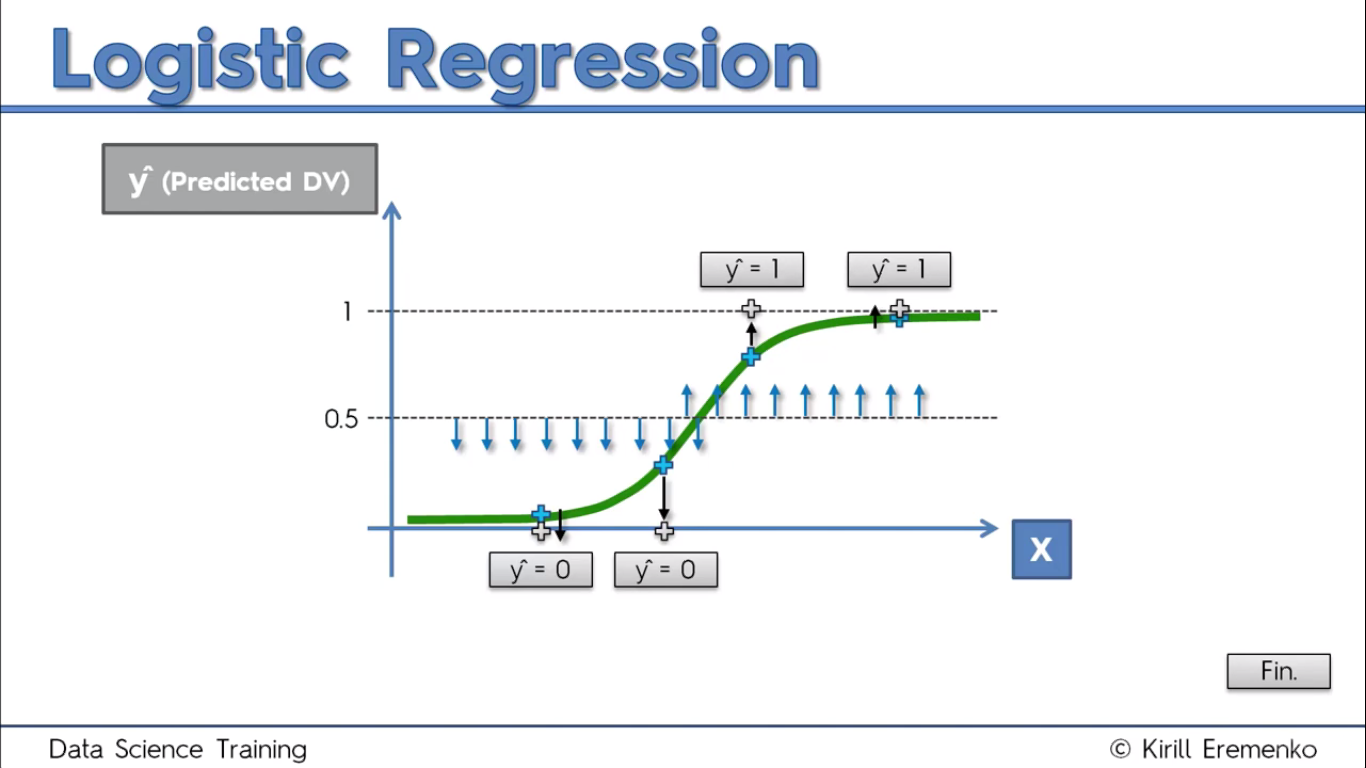 Logistic Regression
ŷ (Predicted DV)
ŷ = 1
ŷ = 1
1
0.5
X
ŷ = 0
ŷ = 0
Fin.
Data Science Training
© Kirill Eremenko